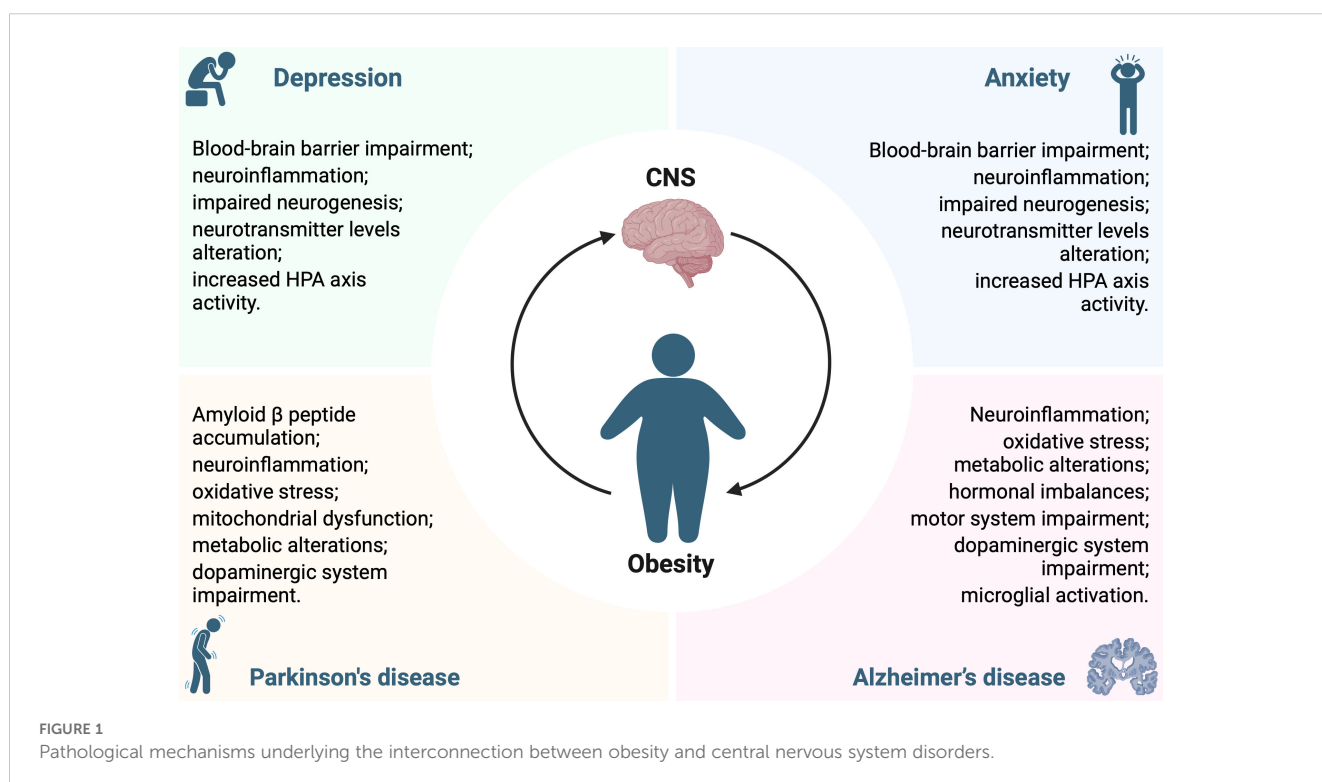 Depression
Blood-brain barrier impairment;
neuroinflammation;
impaired neurogenesis;
neurotransmitter levels
alteration;
increased HPA axis
activity.
Anxiety
Blood-brain barrier impairment;
neuroinflammation;
impaired neurogenesis;
neurotransmitter levels
alteration;
increased HPA axis
activity.
CNS
Obesity
Amyloid β peptide
accumulation;
neuroinflammation;
oxidative stress;
mitochondrial dysfunction;
metabolic alterations;
dopaminergic system
impairment.
Parkinson's disease
Neuroinflammation;
oxidative stress;
metabolic alterations;
hormonal imbalances;
motor system impairment;
dopaminergic system
impairment;
microglial activation.
Alzheimer’s disease
FIGURE 1
Pathological mechanisms underlying the interconnection between obesity and central nervous system disorders.